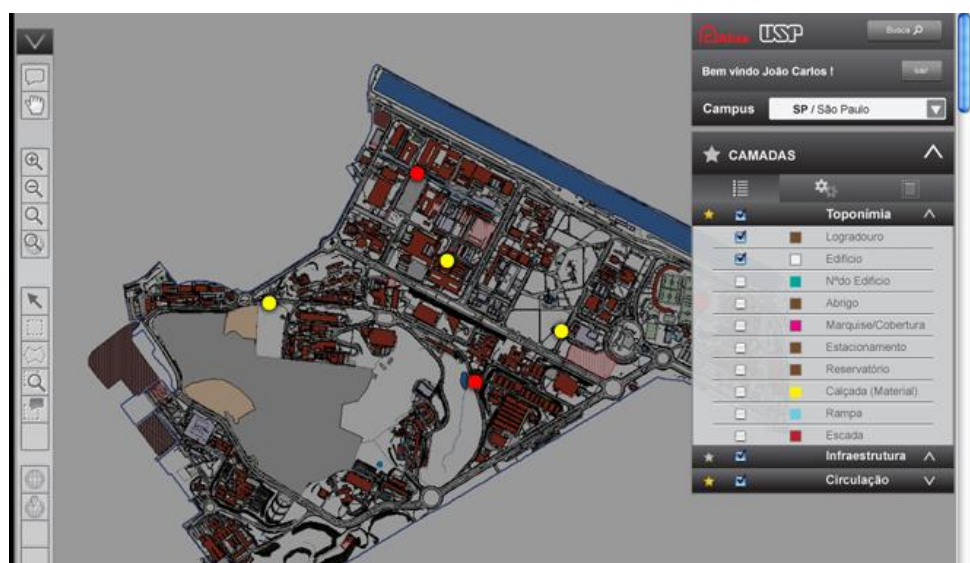 USP
Busca
Bem vindo João Carlos !
sair
Campus
SP / São Paulo
CAMADAS
Toponímia
Logradouro
Edifício
Nºdo Edifício
Abrigo
Marquise/Cobertura
Estacionamento
Reservatório
Calçada (Material)
Rampa
Escada
Infraestrutura
Circulação